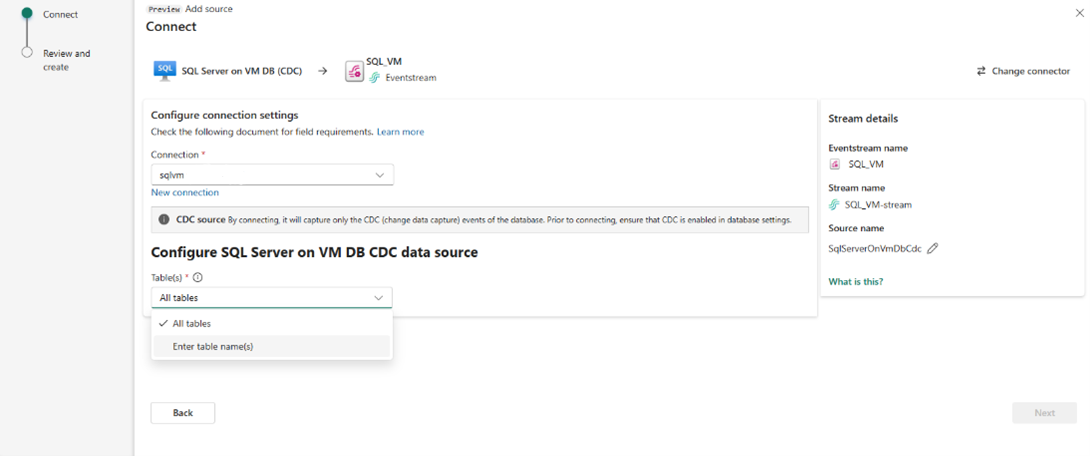 Connect
Review and
create
Preview Add source
Connect
SQL
SQL Server on VM DB (CDC)
SQL_VM
Eventstream
Change connector
Configure connection settings
Check the following document for field requirements. Learn more
Connection *
sqlvm
New connection
CDC source By connecting, it will capture only the CDC (change data capture) events of the database. Prior to connecting, ensure that CDC is enabled in database settings.
Configure SQL Server on VM DB CDC data source
Table(s) *
All tables
All tables
Enter table name(s)
Back
Next
Stream details
Eventstream name
SQL_VM
Stream name
SQL_VM-stream
Source name
SqlServerOnVmDbCdc
What is this?